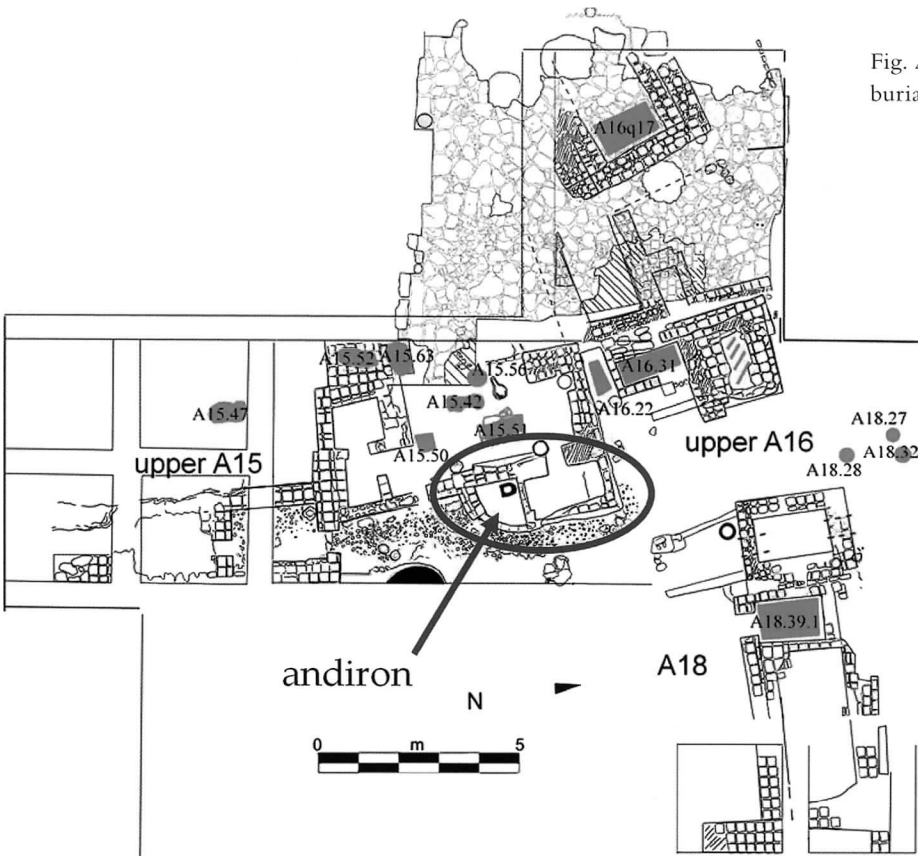 Fig.
buria
A16q17
A15.52
A15.63
A15.56
A16.31
A15.47
A15.42
A16.22
A15.51
A18.27
A15.50
upper A16
A18.32
upper A15
A18.28
A18.39.1
andiron
A18
N
0 m 5